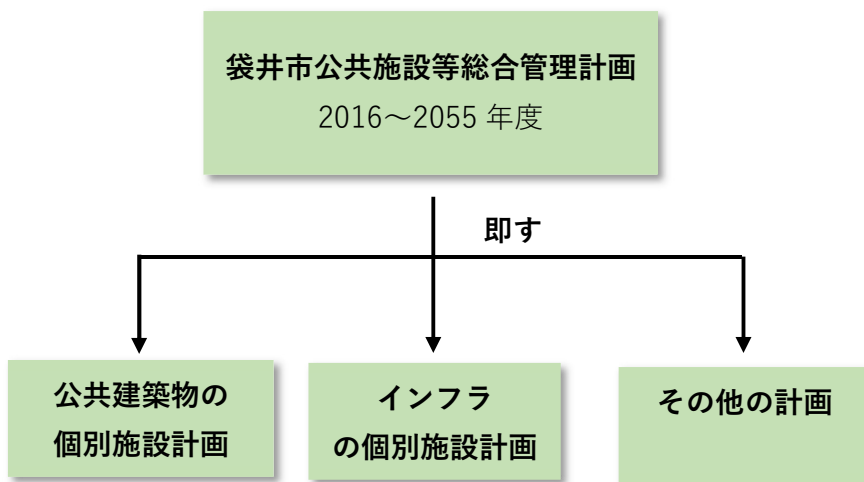 袋井市公共施設等総合管理計画
2016～2055 年度
即す
公共建築物の
個別施設計画
インフラ
の個別施設計画
その他の計画